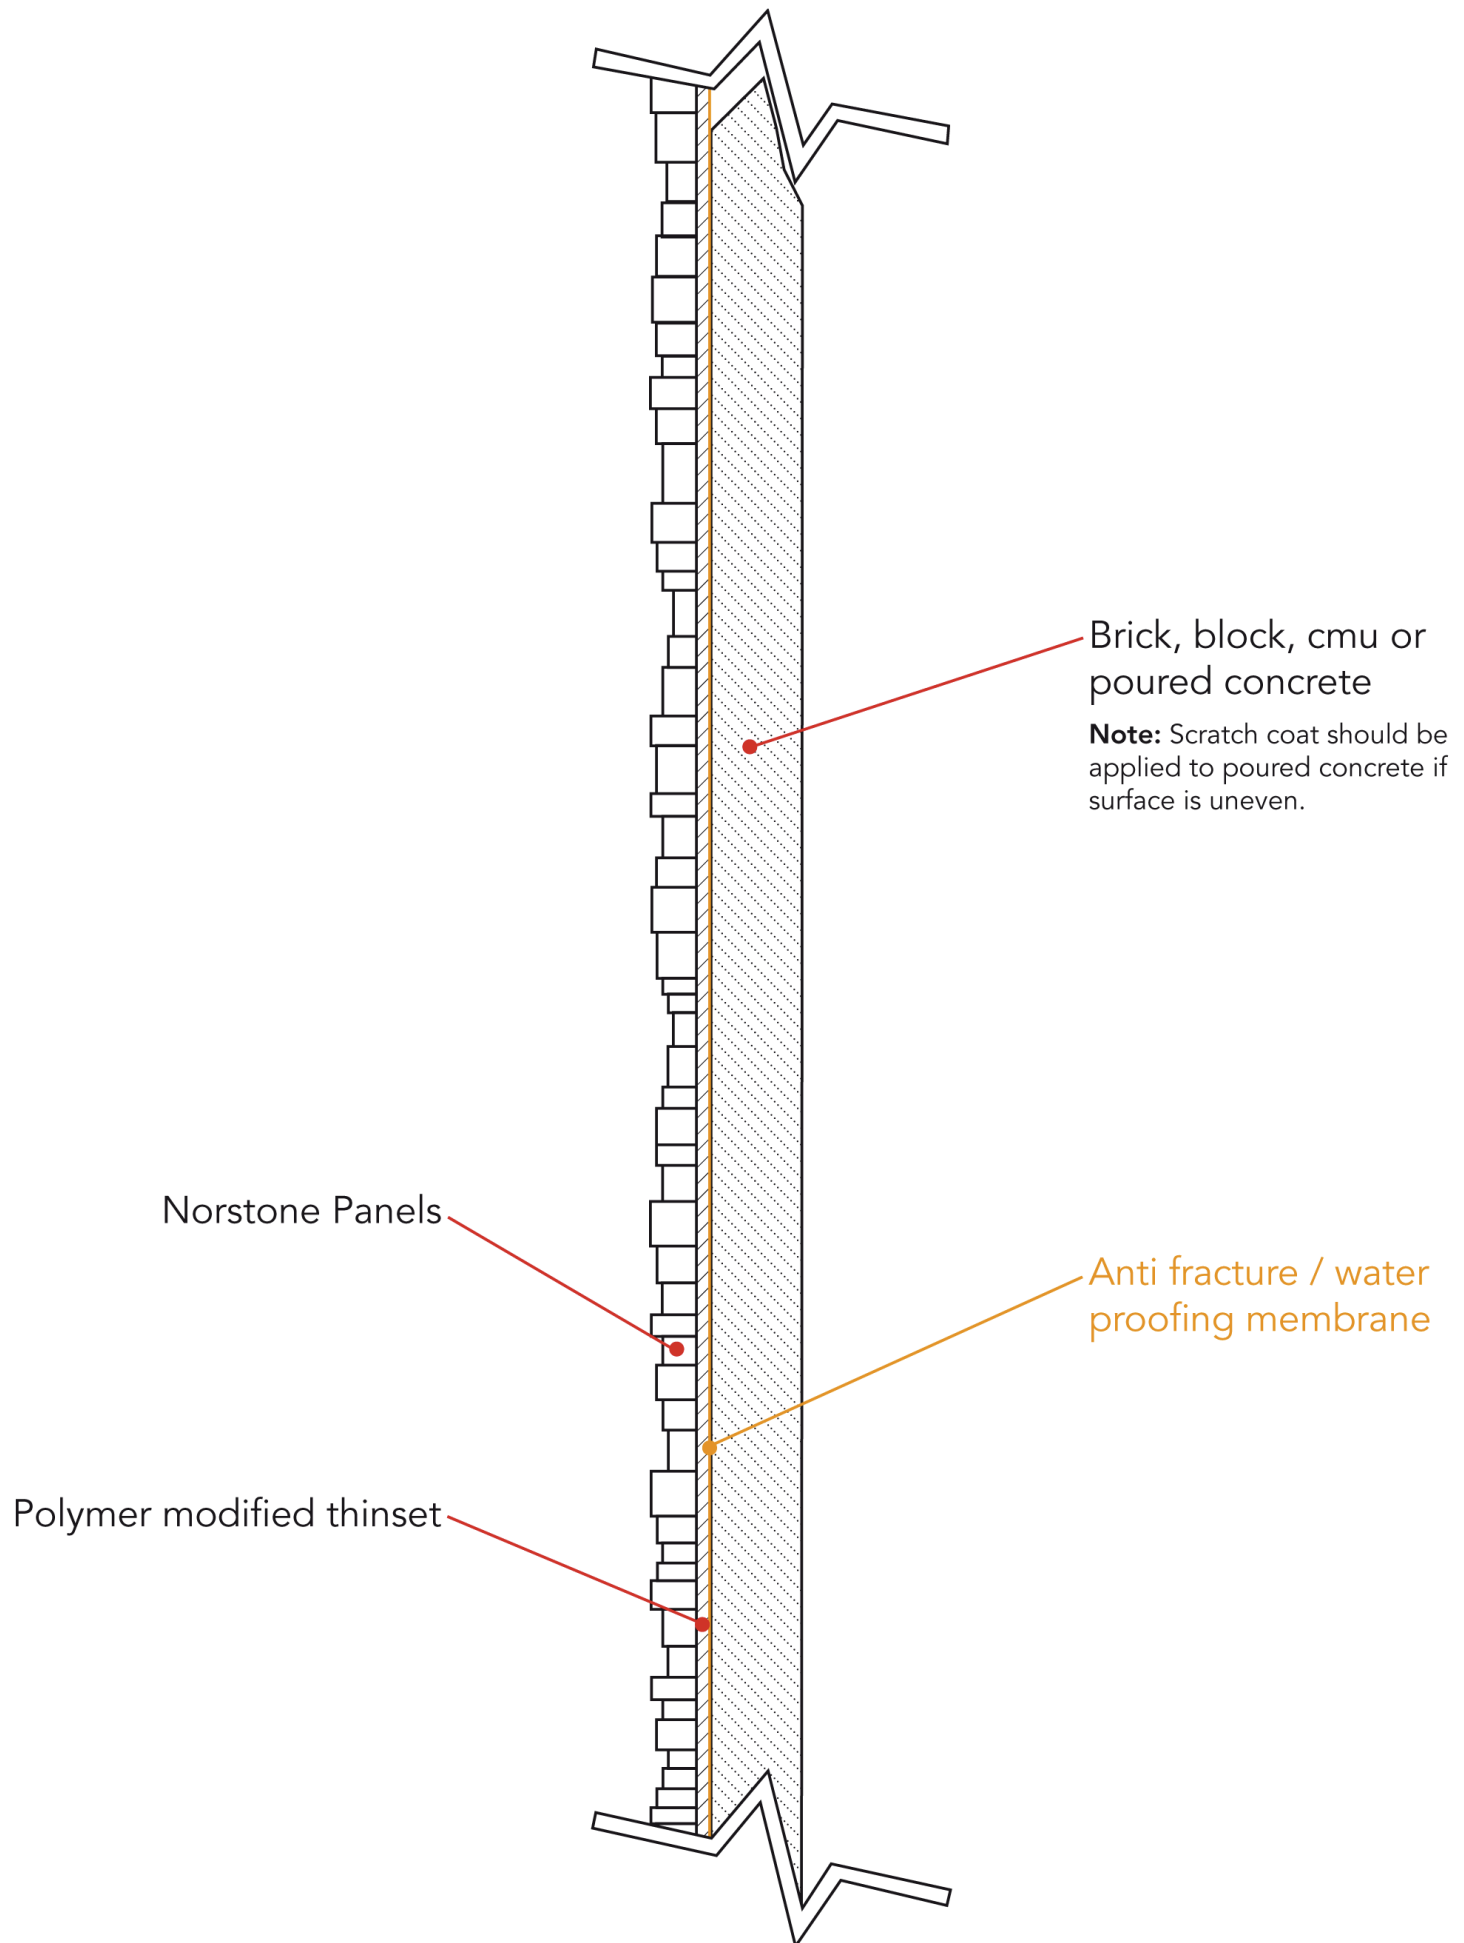 Brick, block, cmu or
poured concrete
Note: Scratch coat should be
applied to poured concrete if
surface is uneven.
Norstone Panels
Anti fracture / water
proofing membrane
Polymer modified thinset